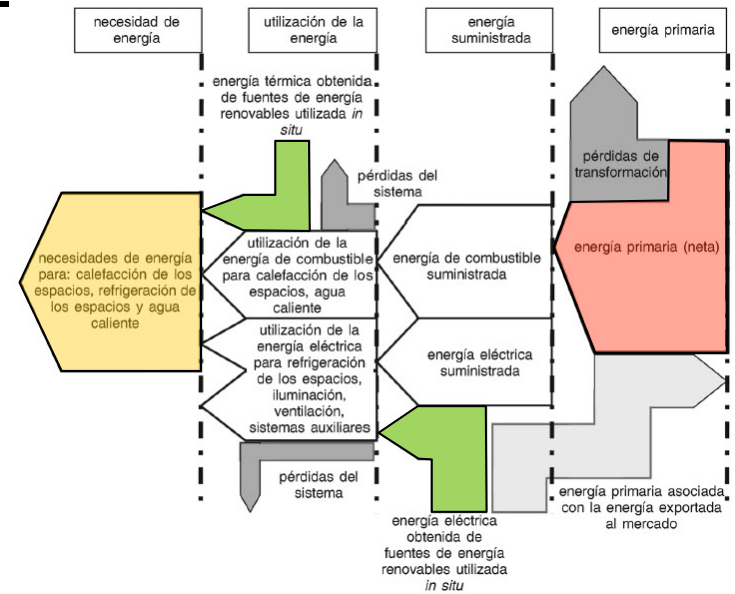 necesidad de
energía
utilización de la
energía
energía
suministrada
energía primaria
energía térmica obtenida
de fuentes de energía
renovables utilizada in
situ
pérdidas del
sistema
pérdidas de
transformación
necesidades de energía
para: calefacción de los
espacios, refrigeración de
los espacios y agua
caliente
utilización de la
energía de combustible
para calefacción de los
espacios, agua
caliente
energía de combustible
suministrada
energía primaria (neta)
utilización de la
energía eléctrica
para refrigeración
de los espacios,
iluminación,
ventilación,
sistemas auxiliares
energía eléctrica
suministrada
pérdidas del
sistema
energía eléctrica
obtenida de
fuentes de energía
renovables utilizada
in situ
energía primaria asociada
con la energía exportada
al mercado